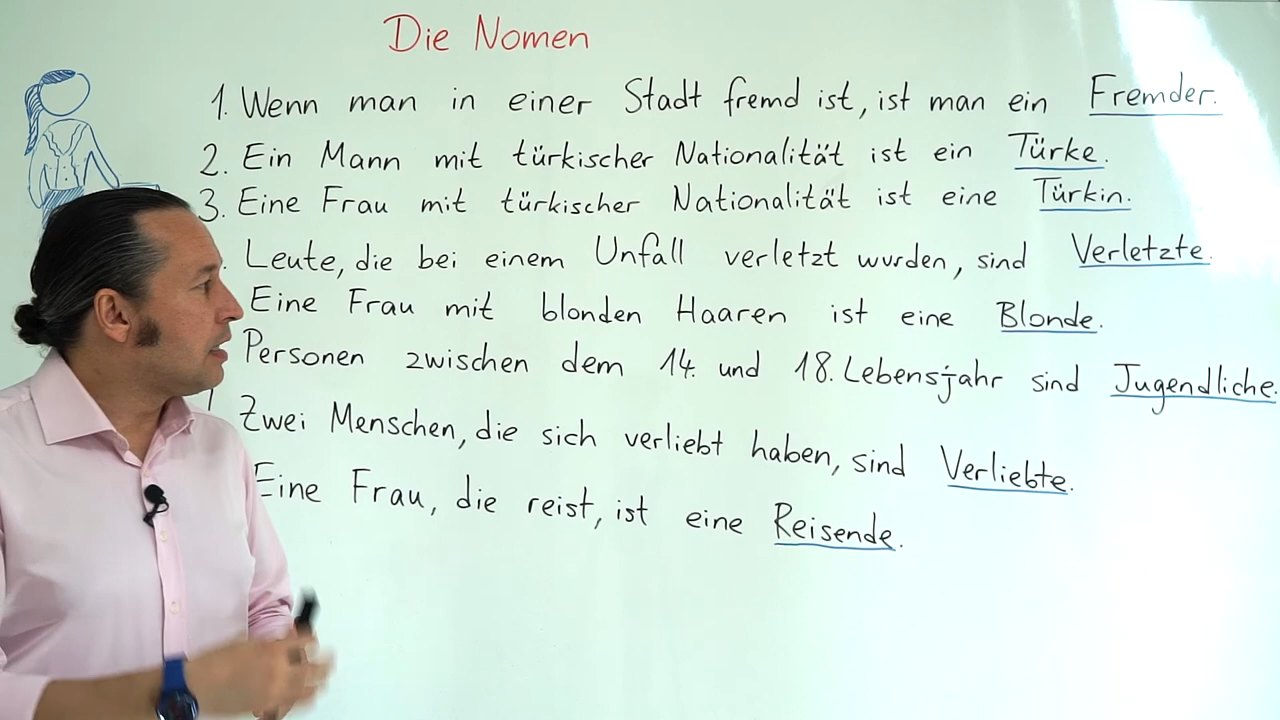 Die Nomen
1. Wenn man in einer Stadt fremd ist, ist man ein Fremder.
2. Ein Mann mit türkischer Nationalität ist ein Türke.
3. Eine Frau mit türkischer Nationalität ist eine Türkin.
. Leute, die bei einem Unfall verletzt wurden, sind Verletzte.
Eine Frau mit blonden Haaren ist eine Blonde.
Personen zwischen dem 14. und 18. Lebensjahr sind Jugendliche.
Zwei Menschen, die sich verliebt haben, sind Verliebte.
Eine Frau, die reist, ist eine Reisende.